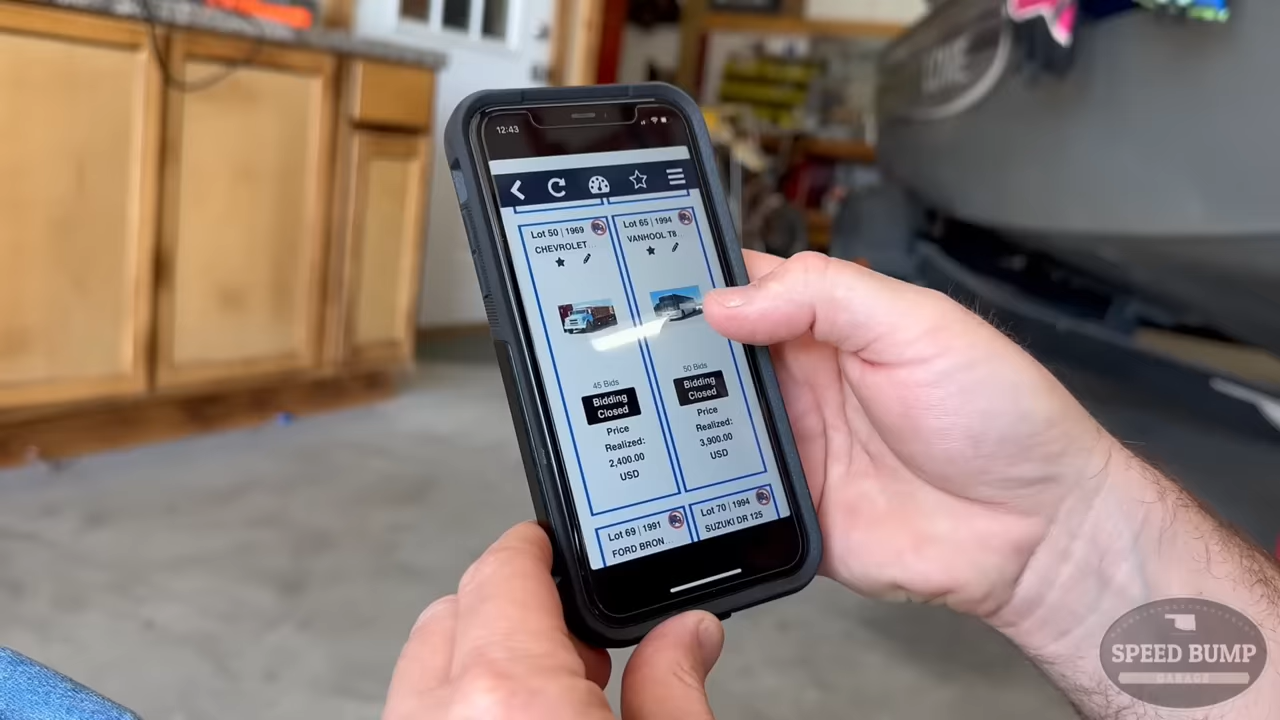 12:43
Lot 50 | 1969
CHEVROLET...
45 Bids
Bidding
Closed
Price
Realized:
2,400.00
USD
Lot 65 | 1994
VANHOOL T8...
50 Bids
Bidding
Closed
Price
Realized:
3,900.00
USD
Lot 69 | 1991
FORD BRON...
Lot 70 | 1994
SUZUKI DR 125
LOWE
SPEED BUMP
GARAGE